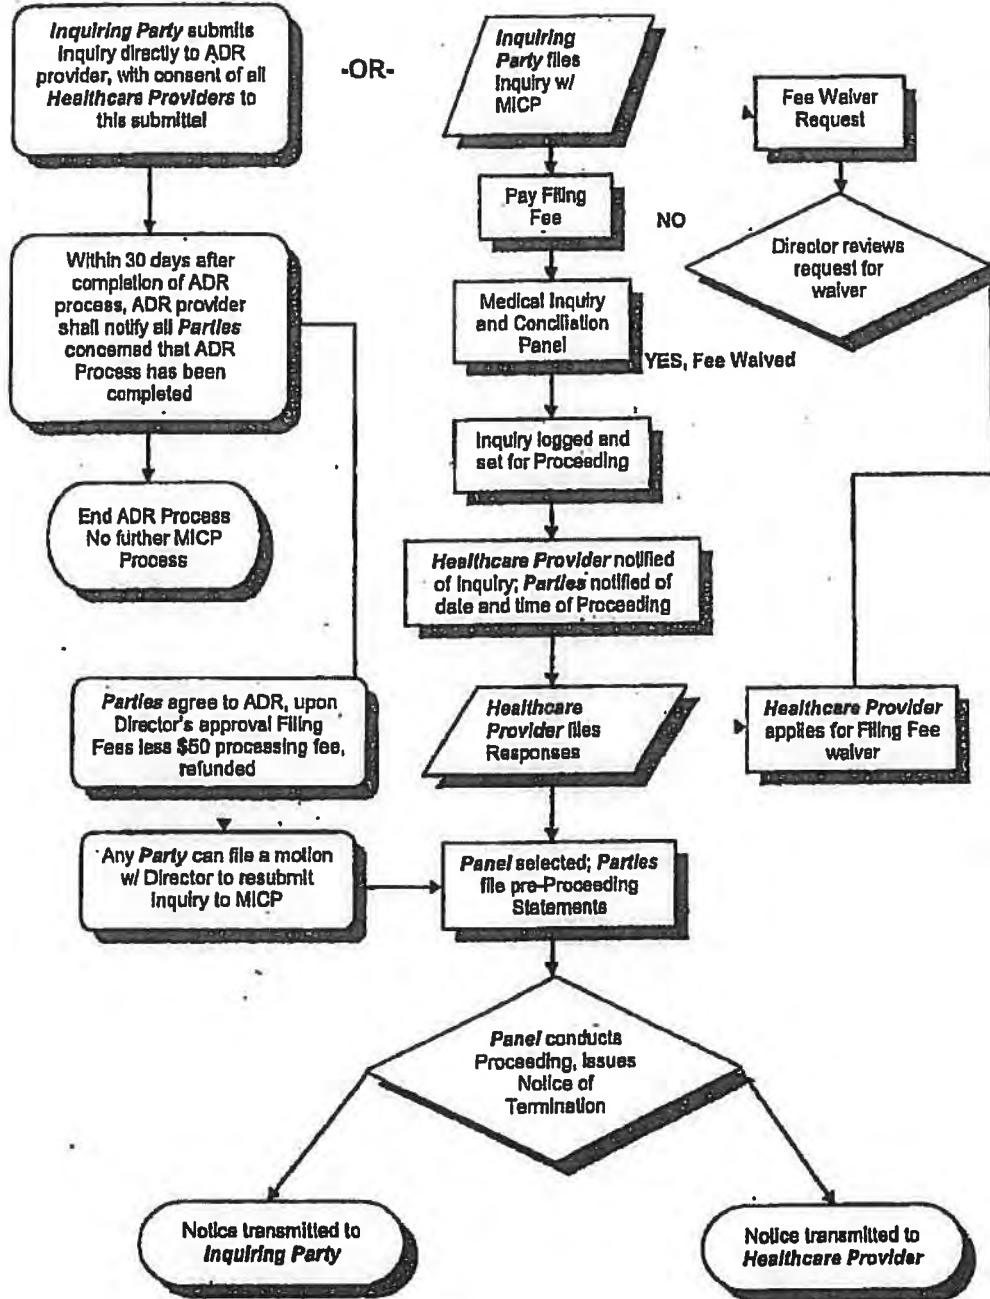 Inquiring Party submits
Inquiry directly to ADR
provider, with consent of all
Healthcare Providers to
this submittal
-OR-
Inquiring
Party files
Inquiry w/
MICP
Fee Waiver
Request
Pay Filing
Fee
NO
Director reviews
request for
waiver
Within 30 days after
completion of ADR
process, ADR provider
shall notify all Parties
concerned that ADR
Process has been
completed
Medical Inquiry
and Conciliation
Panel
YES, Fee Waived
Inquiry logged and
set for Proceeding
End ADR Process
No further MICP
Process
Healthcare Provider notified
of Inquiry; Parties notified of
date and time of Proceeding
Parties agree to ADR, upon
Director's approval Filing
Fees less $50 processing fee,
refunded
Healthcare
Provider files
Responses
Healthcare Provider
applies for Filing Fee
waiver
Any Party can file a motion
w/ Director to resubmit
Inquiry to MICP
Panel selected; Parties
file pre-Proceeding
Statements
Panel conducts
Proceeding, Issues
Notice of
Termination
Notice transmitted to
Inquiring Party
Notice transmitted to
Healthcare Provider